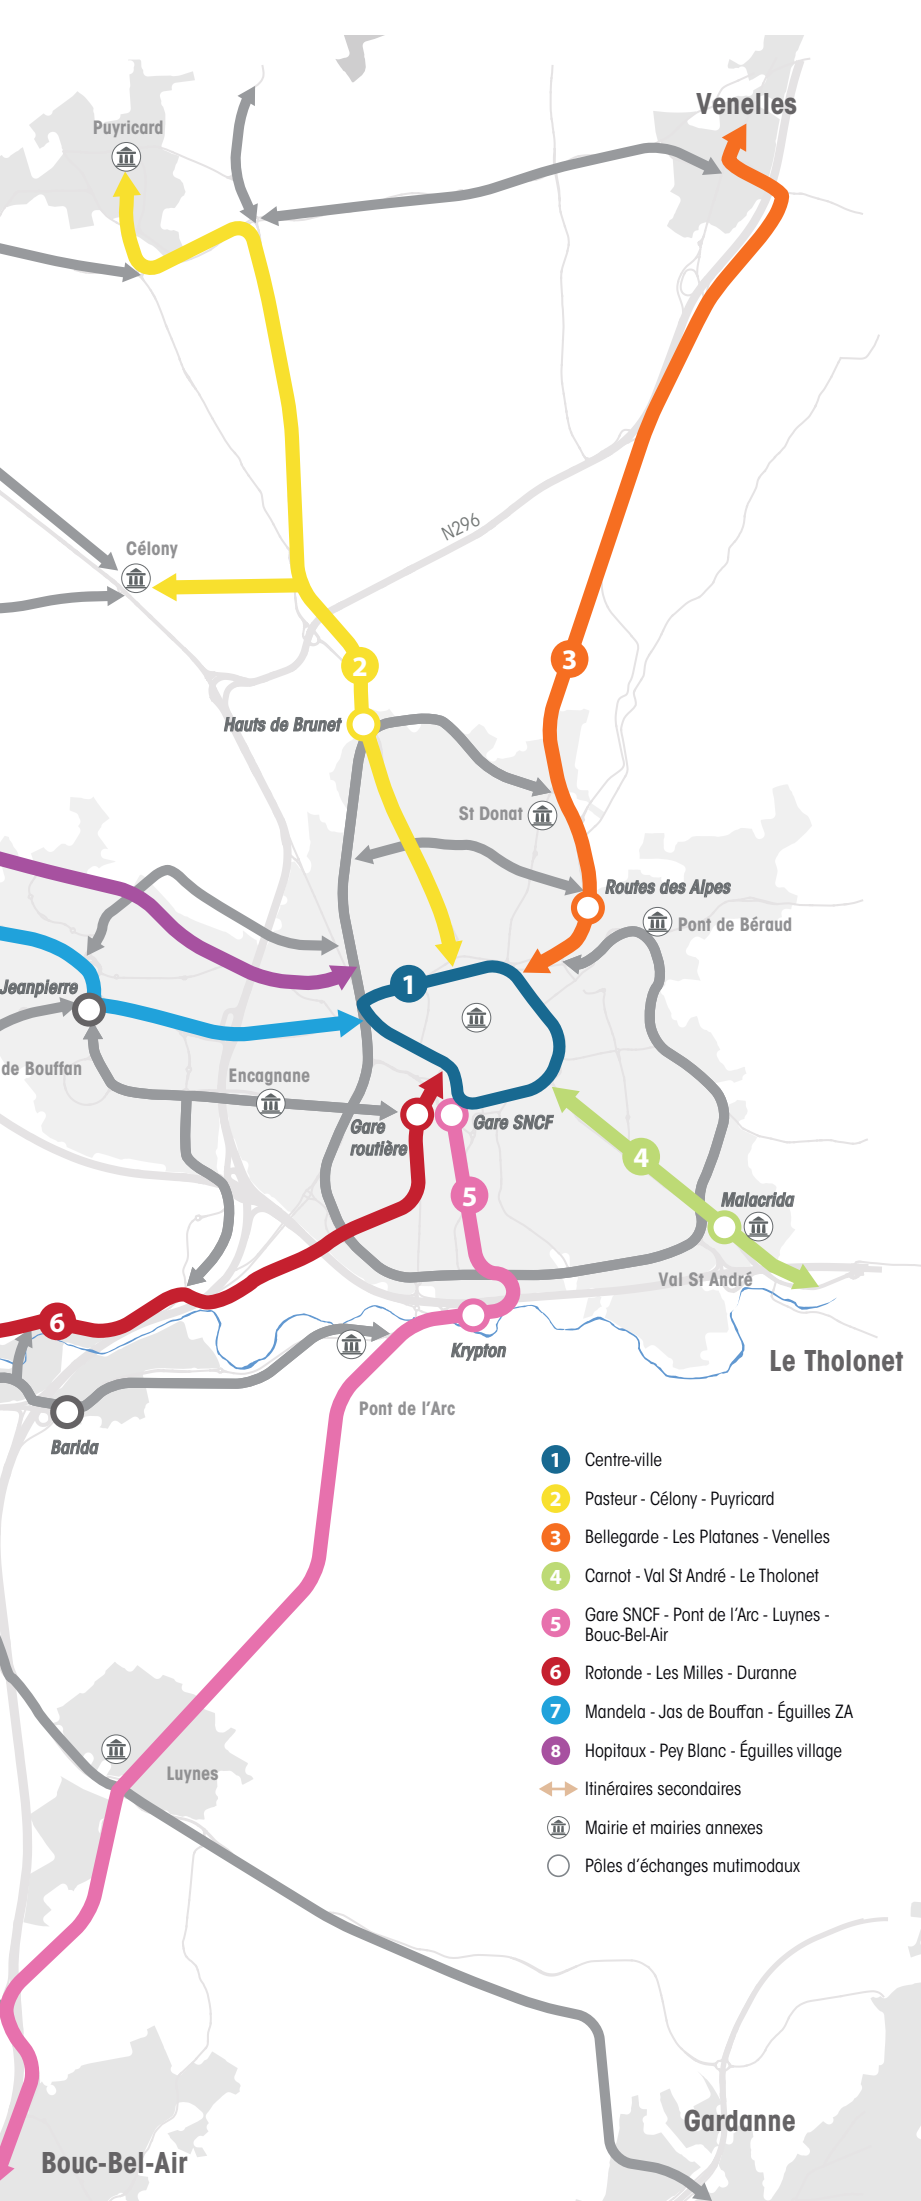 Venelles
Puyricard
N296
Célony
3
2
Hauts de Brunet
St Donat
Routes des Alpes
Pont de Béraud
1
Jeanpierre
de Bouffan
Encagnane
Gare
routière
Gare SNCF
4
5
Malacrida
Val St André
6
Krypton
Le Tholonet
Pont de l'Arc
Barida
1 Centre-ville
2 Pasteur - Célony - Puyricard
3 Bellegarde - Les Platanes - Venelles
4 Carnot - Val St André - Le Tholonet
5 Gare SNCF - Pont de l'Arc - Luynes -
Bouc-Bel-Air
6 Rotonde - Les Milles - Duranne
7 Mandela - Jas de Bouffan - Éguilles ZA
8 Hopitaux - Pey Blanc - Éguilles village
Itinéraires secondaires
Mairie et mairies annexes
Pôles d'échanges mutimodaux
Luynes
Gardanne
Bouc-Bel-Air